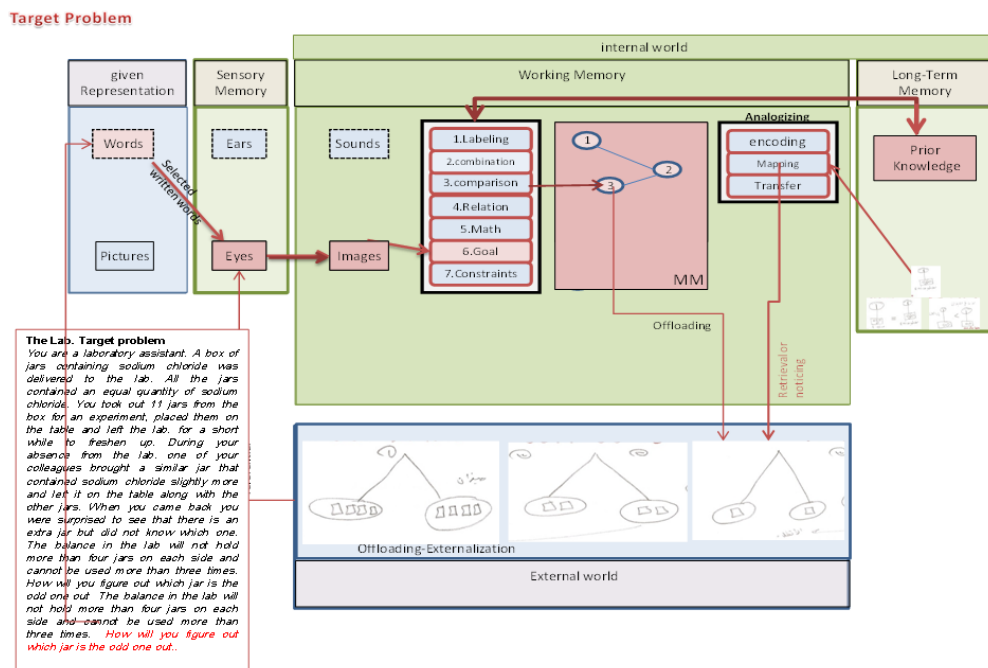 Target Problem
internal world
given
Representation
Sensory
Memory
Working Memory
Long-Term
Memory
Words
Ears
Sounds
1.Labeling
2.combination
3.comparison
4.Relation
5.Math
6.Goal
7.Constraints
1
2
3
MM
Analogizing
encoding
Mapping
Transfer
Prior
Knowledge
Selected
written words
Pictures
Eyes
Images
Offloading
Retrievalor
noticing
The Lab. Target problem
You are a laboratory assistant. A box of
jars containing sodium chloride was
delivered to the lab. All the jars
contained an equal quantity of sodium
chloride. You took out 11 jars from the
box for an experiment, placed them on
the table and left the lab. for a short
while to freshen up. During your
absence from the lab. one of your
colleagues brought a similar jar that
contained sodium chloride slightly more
and left it on the table along with the
other jars. When you came back you
were surprised to see that there is an
extra jar but did not know which one.
The balance in the lab will not hold
more than four jars on each side and
cannot be used more than three times.
How will you figure out which jar is the
odd one out The balance in the lab will
not hold more than four jars on each
side and cannot be used more than
three times. How will you figure out
which jar is the odd one out..
Offloading-Externalization
External world